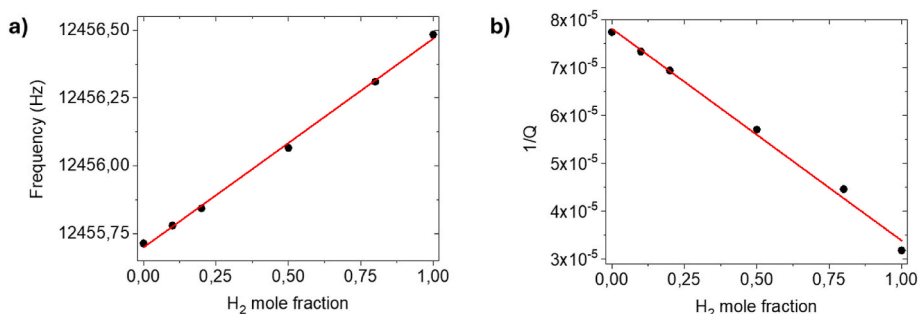 a)
Frequency (Hz)
12456,50
12456,25
12456,00
12455,75
0,00 0,25 0,50 0,75 1,00
H₂ mole fraction
b)
1/Q
8x10⁻⁵
7x10⁻⁵
6x10⁻⁵
5x10⁻⁵
4x10⁻⁵
3x10⁻⁵
0,00 0,25 0,50 0,75 1,00
H₂ mole fraction